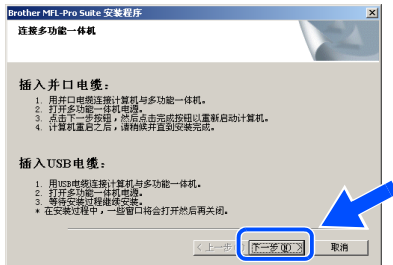 Brother MFL-Pro Suite 安装程序
连接多功能一体机
插入并口电缆：
1. 用并口电缆连接计算机与多功能一体机。
2. 打开多功能一体机电源。
3. 点击下一步按钮，然后点击完成按钮以重新启动计算机。
4. 计算机重启之后，请稍候并直到安装完成。
插入USB电缆：
1. 用USB电缆连接计算机与多功能一体机。
2. 打开多功能一体机电源。
3. 等待安装过程继续安装。
* 在安装过程中，一些窗口将会打开然后再关闭。
< 上一步 下一步(N) > 取消